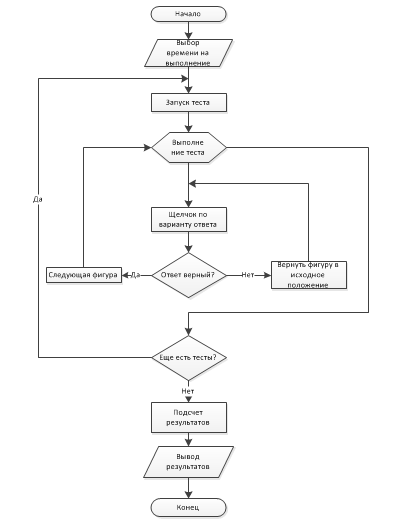 Начало
Выбор
времени на
выполнение
Запуск теста
Выполне
ние теста
Да
Щелчок по
варианту ответа
Следующая фигура
Да
Ответ верный?
Нет
Вернуть фигуру в
исходное
положение
Еще есть тесты?
Нет
Подсчет
результатов
Вывод
результатов
Конец